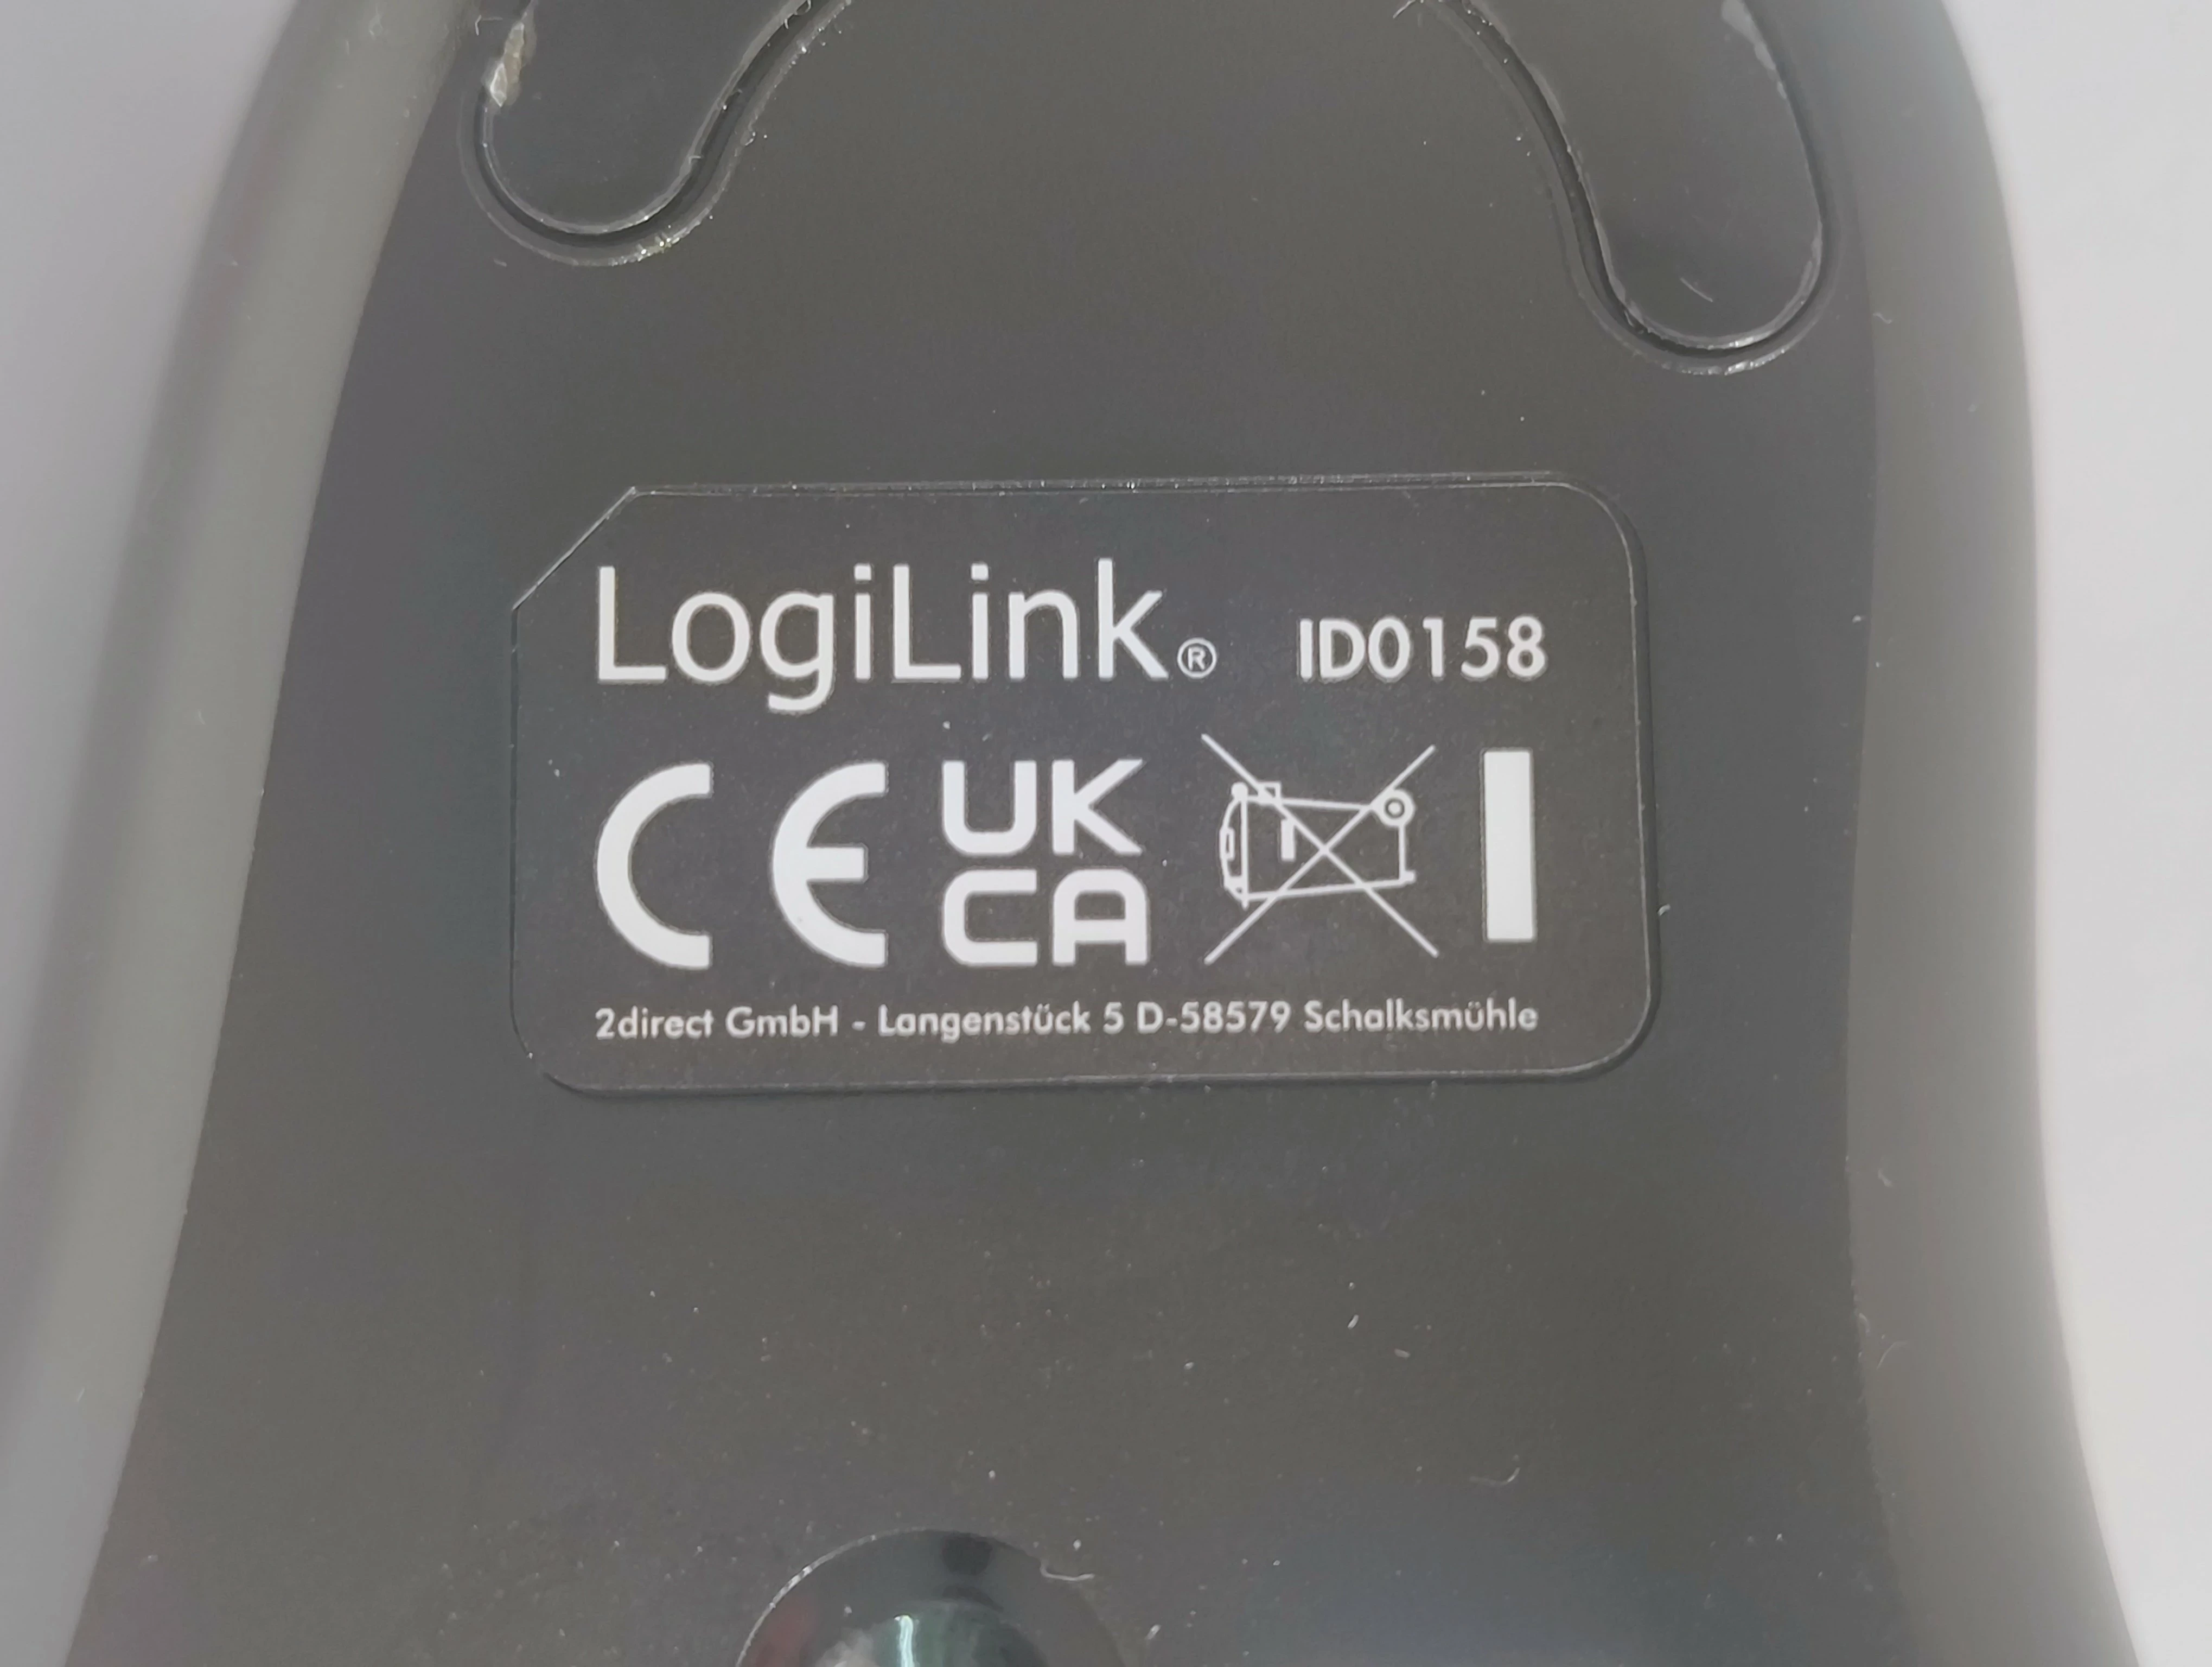 LogiLink® ID0158
CE UK
CA
2direct GmbH - Langenstück 5 D-58579 Schalksmühle